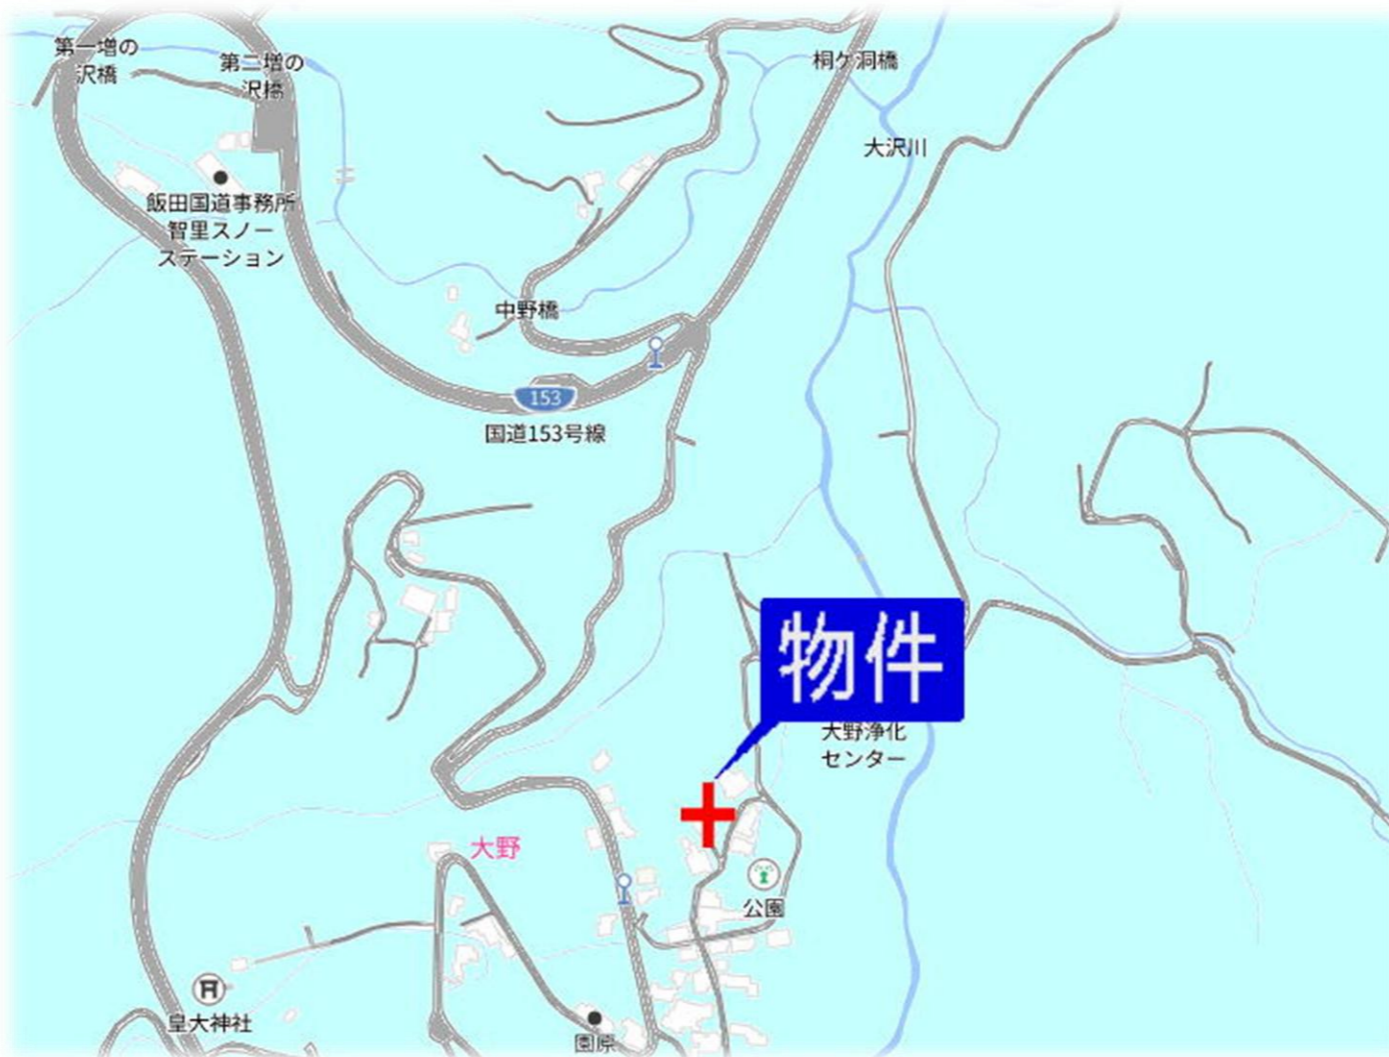 第一増の
沢橋
第二増の
沢橋
桐ケ洞橋
大沢川
飯田国道事務所
智里スノー
ステーション
中野橋
153
国道153号線
物件
大野浄化
センター
大野
公園
皇大神社
園原